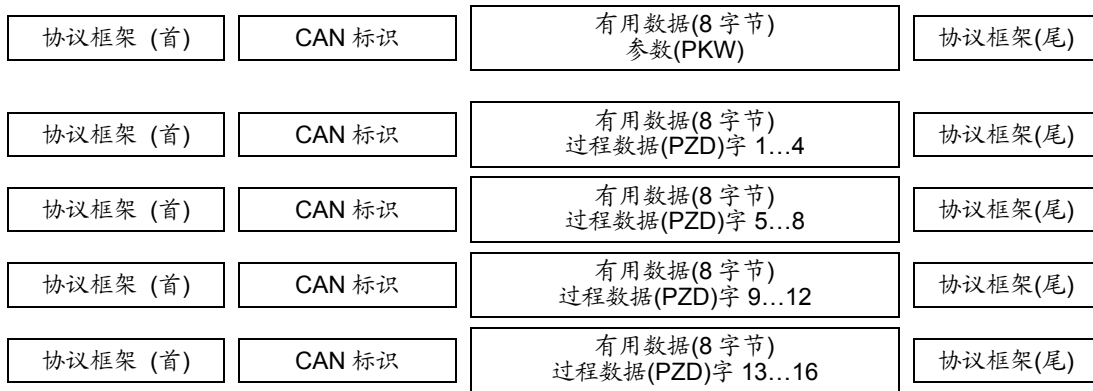 协议框架 (首) CAN 标识 有用数据(8 字节) 协议框架(尾)
参数(PKW)
协议框架 (首) CAN 标识 有用数据(8 字节) 协议框架(尾)
过程数据(PZD)字 1…4
协议框架 (首) CAN 标识 有用数据(8 字节) 协议框架(尾)
过程数据(PZD)字 5…8
协议框架 (首) CAN 标识 有用数据(8 字节) 协议框架(尾)
过程数据(PZD)字 9…12
协议框架 (首) CAN 标识 有用数据(8 字节) 协议框架(尾)
过程数据(PZD)字 13…16